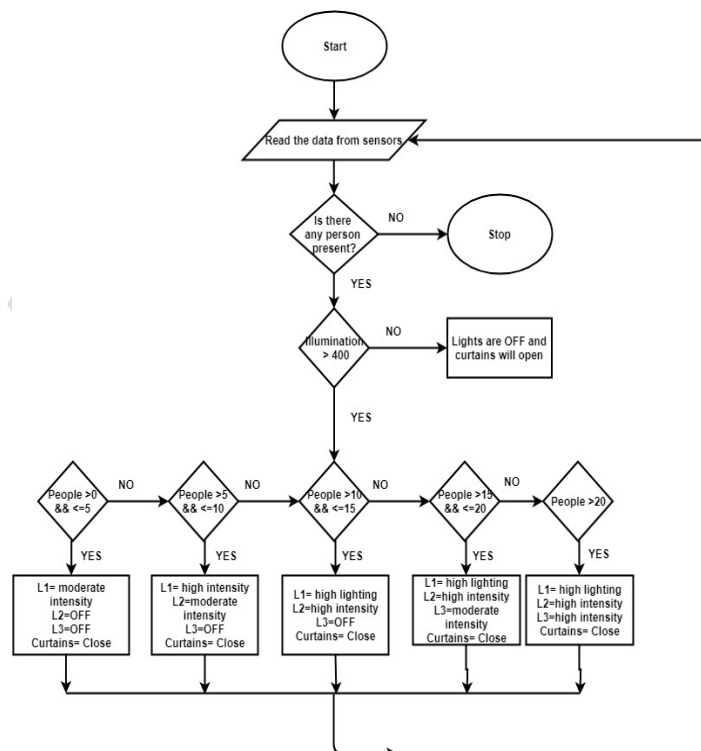 Start
Read the data from sensors
Is there
any person
present?
NO
Stop
YES
Illumination
> 400
NO
Lights are OFF and
curtains will open
YES
People >0
&& <=5
NO
People >5
&& <=10
NO
People >10
&& <=15
NO
People >15
&& <=20
NO
People >20
YES
YES
YES
YES
YES
L1= moderate
intensity
L2=OFF
L3=OFF
Curtains= Close
L1= high intensity
L2=moderate
intensity
L3=OFF
Curtains= Close
L1= high lighting
L2=high intensity
L3=OFF
Curtains= Close
L1= high lighting
L2=high intensity
L3=moderate
intensity
Curtains= Close
L1= high lighting
L2=high intensity
L3=high intensity
Curtains= Close